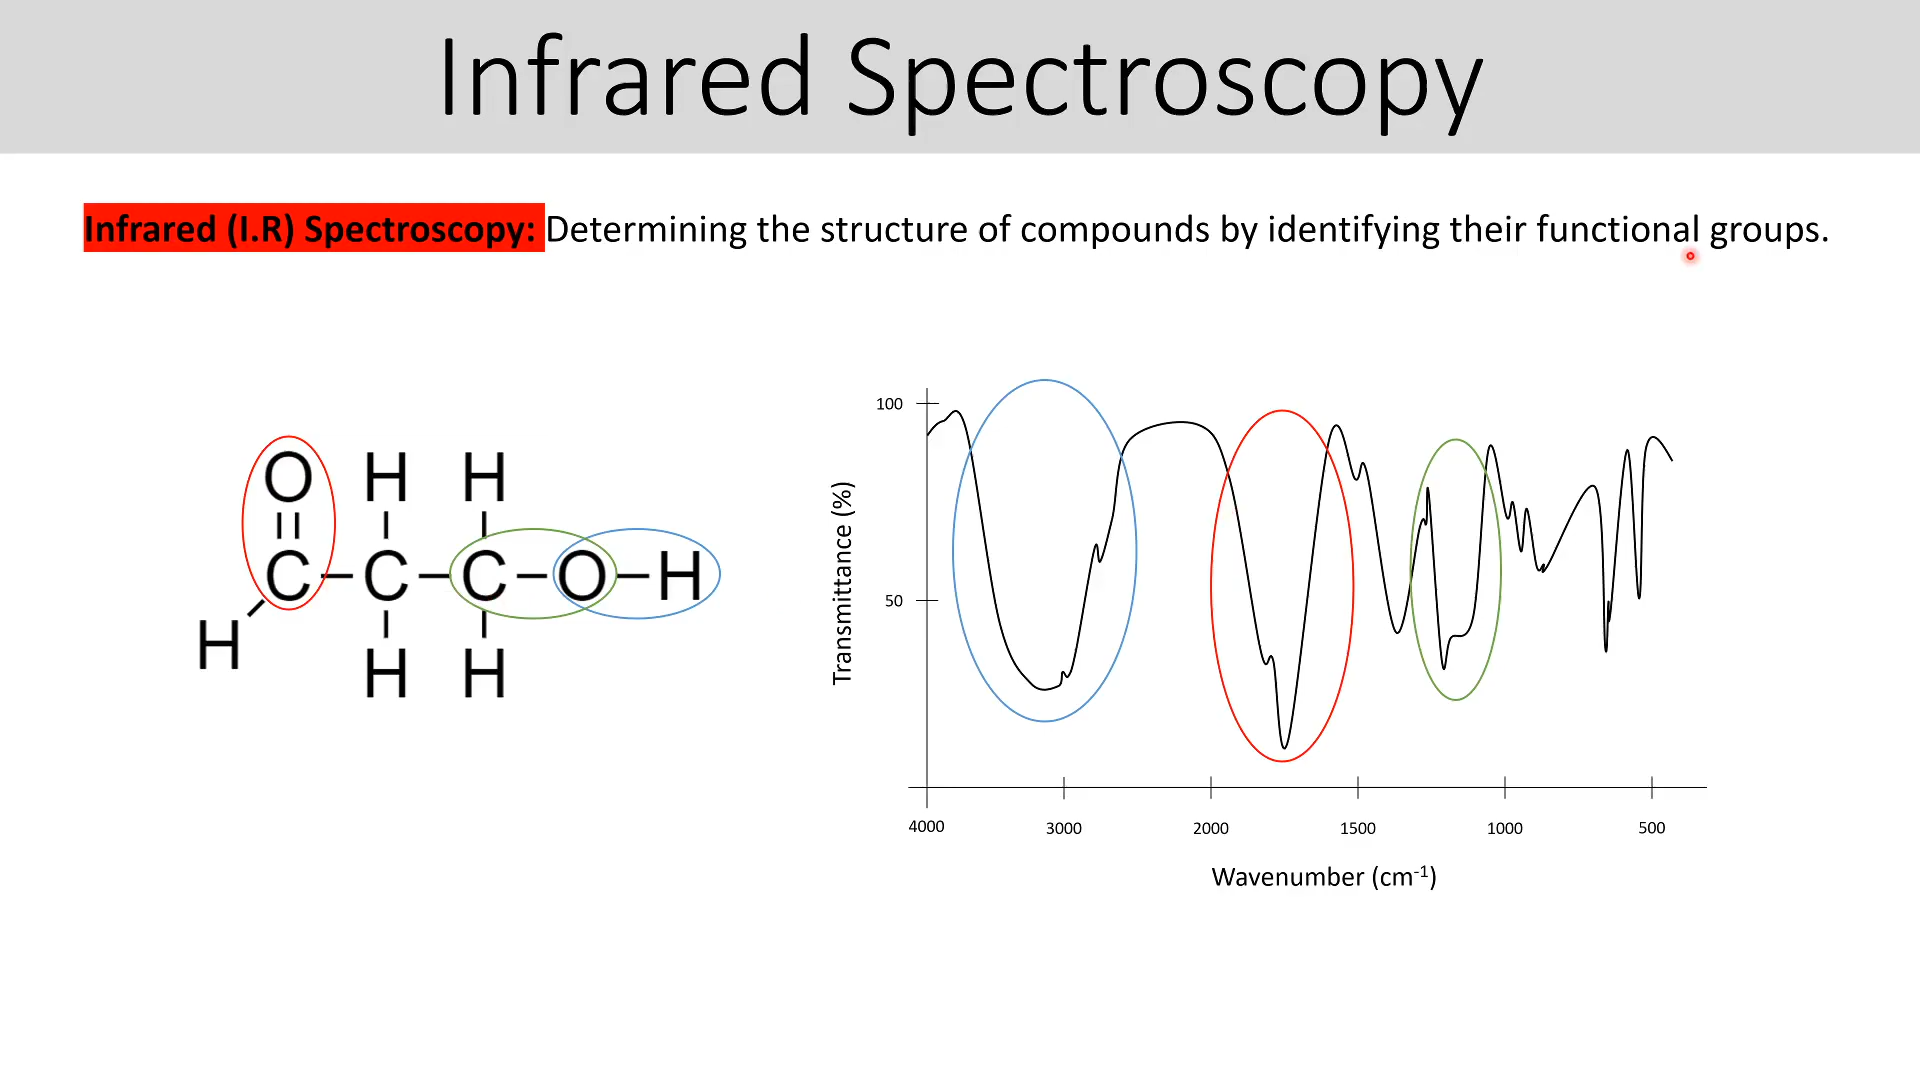 Infrared Spectroscopy
Infrared (I.R) Spectroscopy: Determining the structure of compounds by identifying their functional groups.
O H H
C C C O H
H
H H
Transmittance (%)
100
50
4000 3000 2000 1500 1000 500
Wavenumber (cm-1)